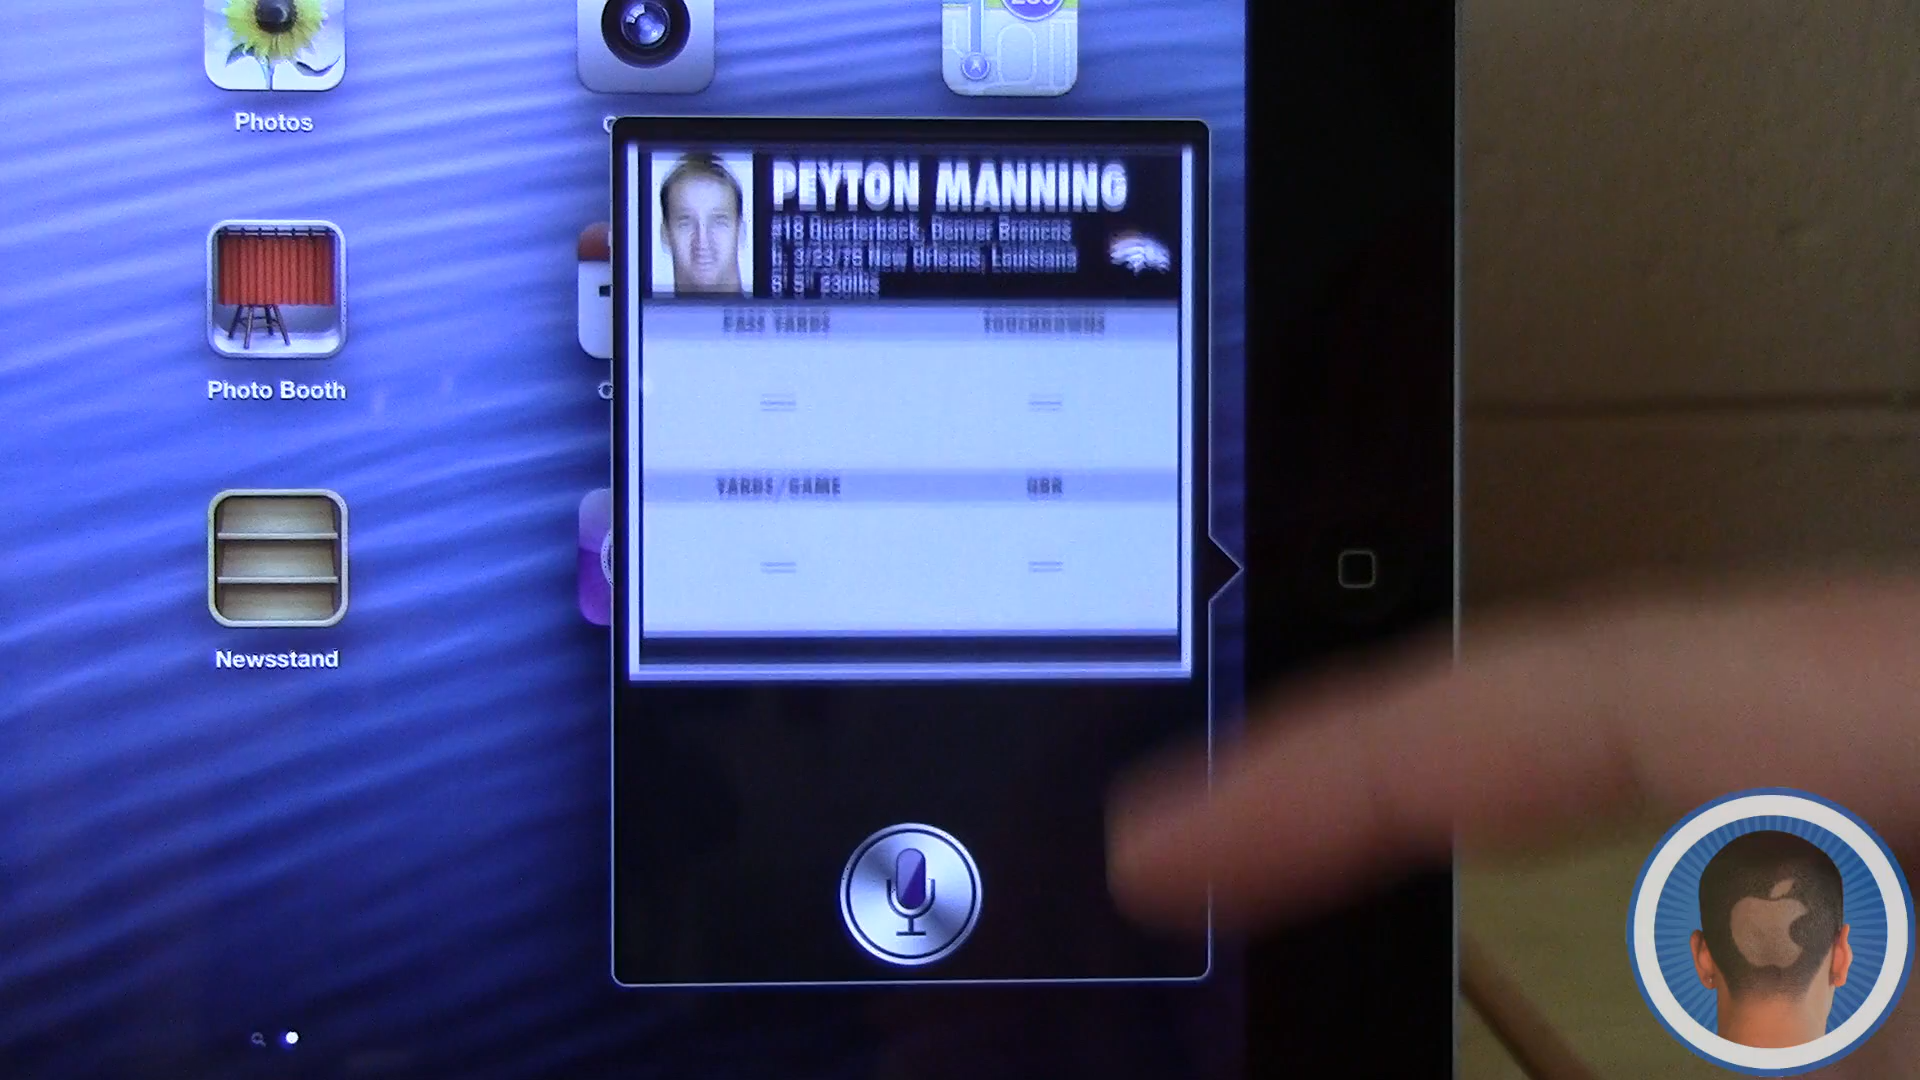 Photos
PEYTON MANNING
#18 Quarterback, Denver Broncos
b. 3/23/76 New Orleans, Louisiana
6' 5" 230lbs
PASS YARDS
TOUCHDOWNS
Photo Booth
YARDS/GAME
QBR
Newsstand